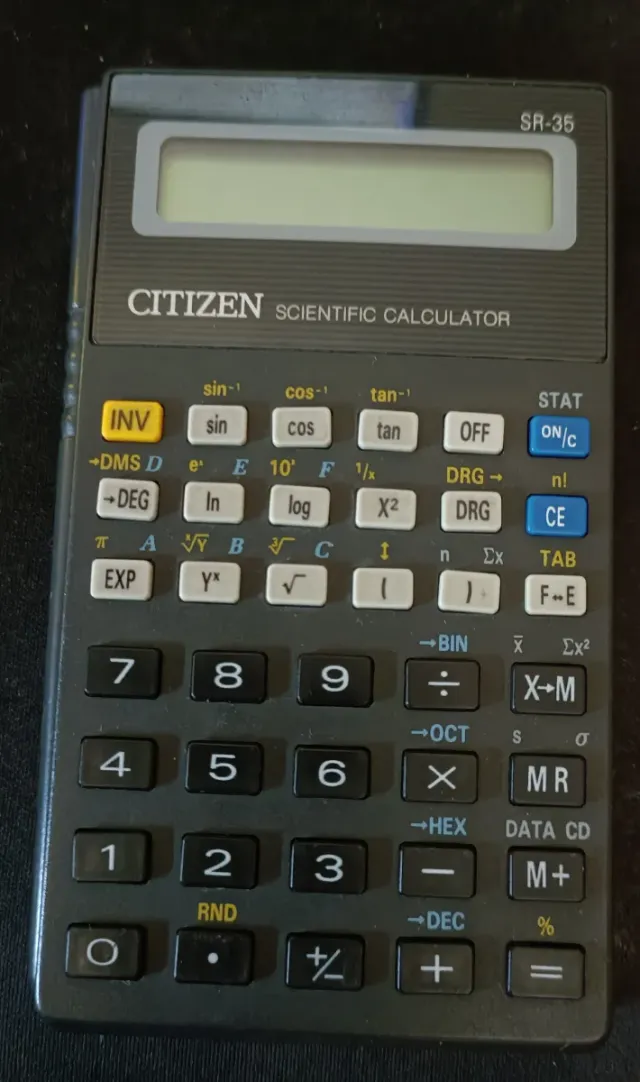 SR-35
CITIZEN SCIENTIFIC CALCULATOR
sin⁻¹ cos⁻¹ tan⁻¹ STAT
INV sin cos tan OFF ON/C
→DMS D eˣ E 10ˣ F 1/x DRG→ n!
→DEG ln log X² DRG CE
π A ˣ√Y B ³√ C ↕ n Σx TAB
EXP Yˣ √ ( ) F↔E
→BIN x̅ Σx²
7 8 9 ÷ X→M
→OCT s σ
4 5 6 × MR
→HEX DATA CD
1 2 3 − M+
RND →DEC %
0 • +/− + =